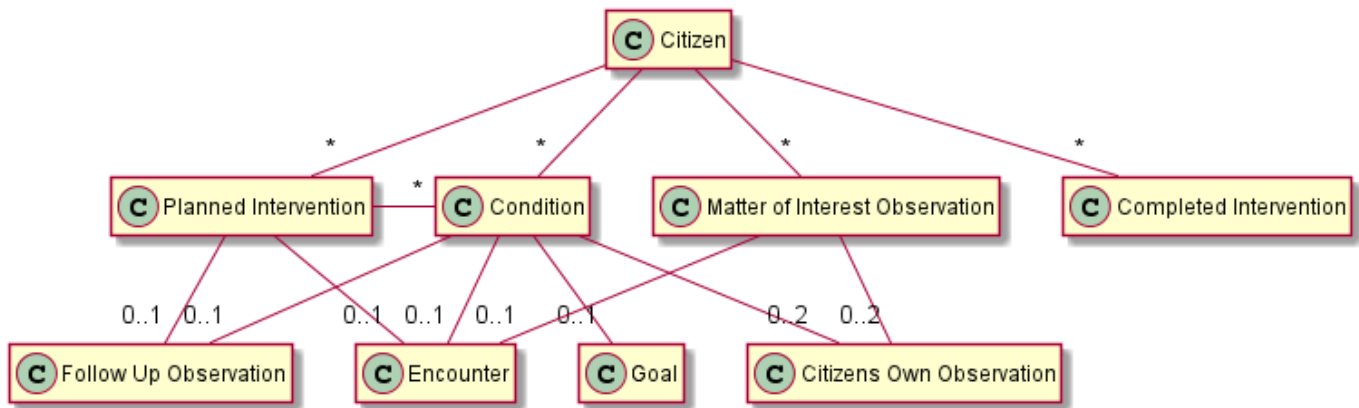 C Citizen
* * * *
*
C Planned Intervention
C Condition
C Matter of Interest Observation
C Completed Intervention
0..1 0..1 0..1 0..1 0..1 0..1 0..2 0..2
C Follow Up Observation
C Encounter
C Goal
C Citizens Own Observation